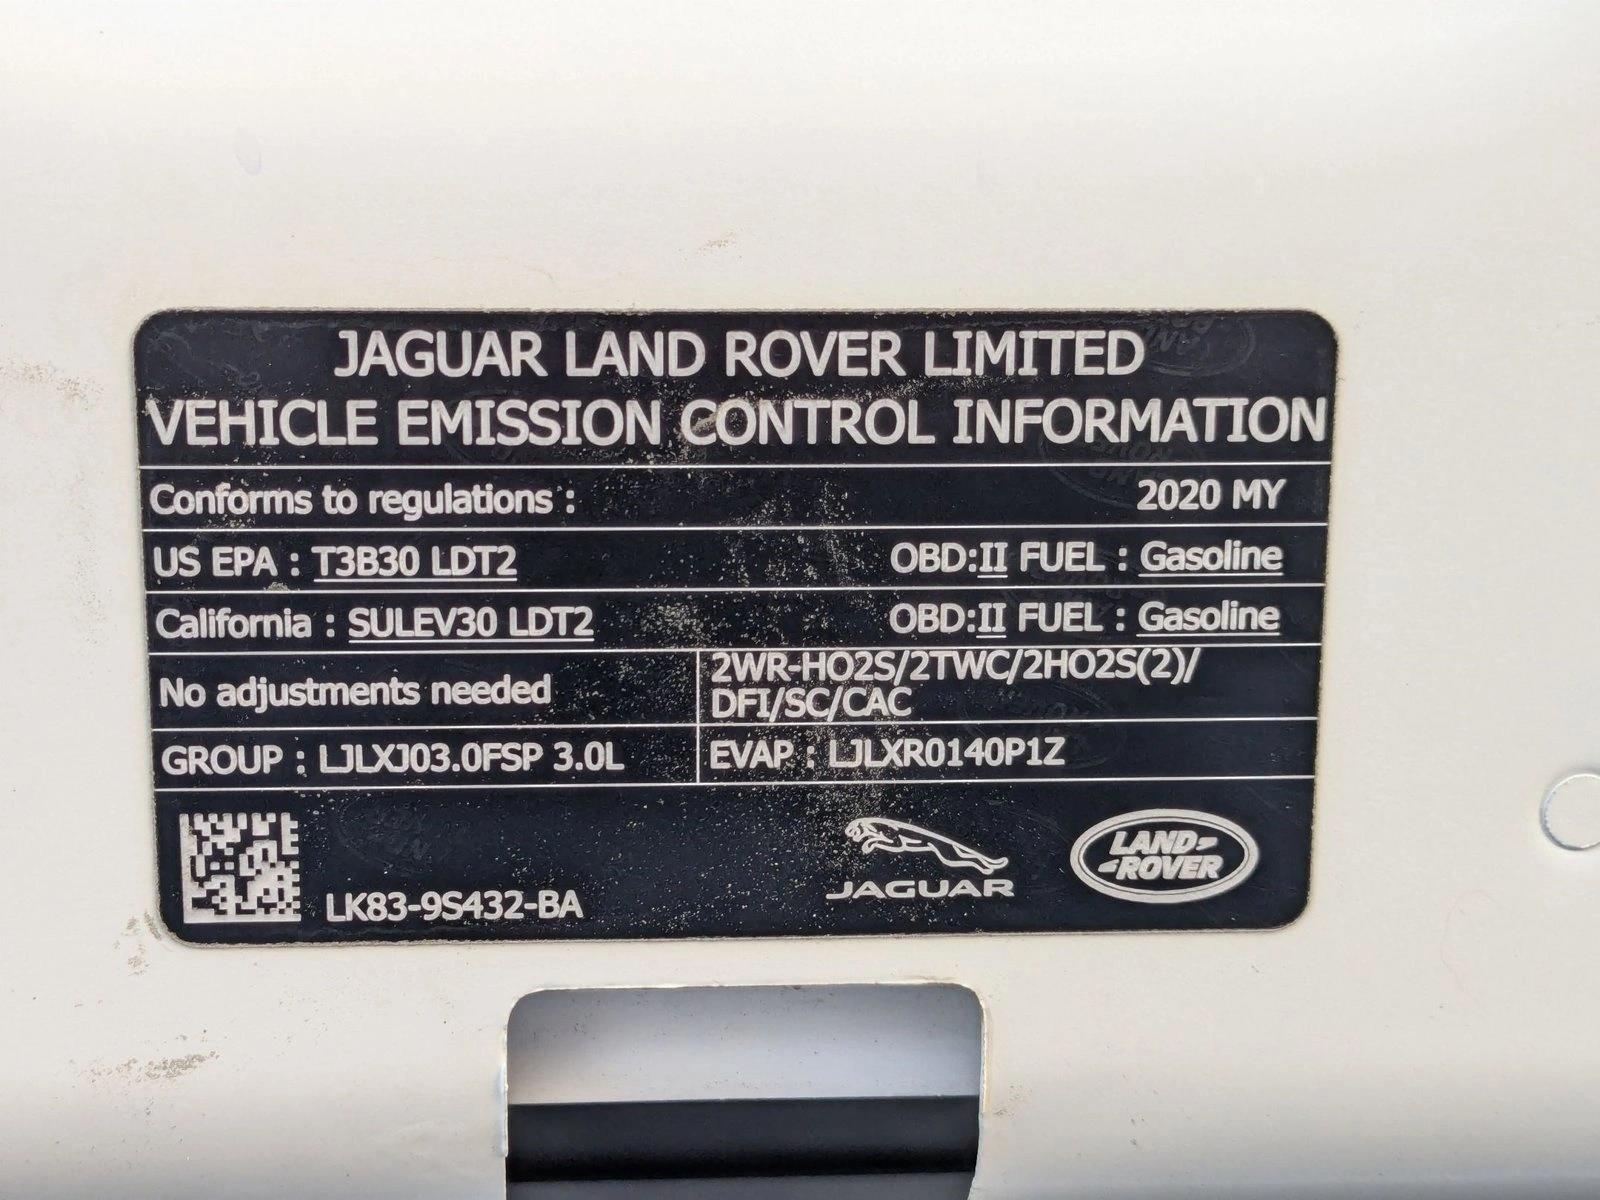 JAGUAR LAND ROVER LIMITED
VEHICLE EMISSION CONTROL INFORMATION
Conforms to regulations : 2020 MY
US EPA : T3B30 LDT2 OBD:II FUEL : Gasoline
California : SULEV30 LDT2 OBD:II FUEL : Gasoline
No adjustments needed
2WR-HO2S/2TWC/2HO2S(2)/
DFI/SC/CAC
GROUP : LJLXJ03.0FSP 3.0L EVAP : LJLXR0140P1Z
LK83-9S432-BA
JAGUAR
LAND
ROVER